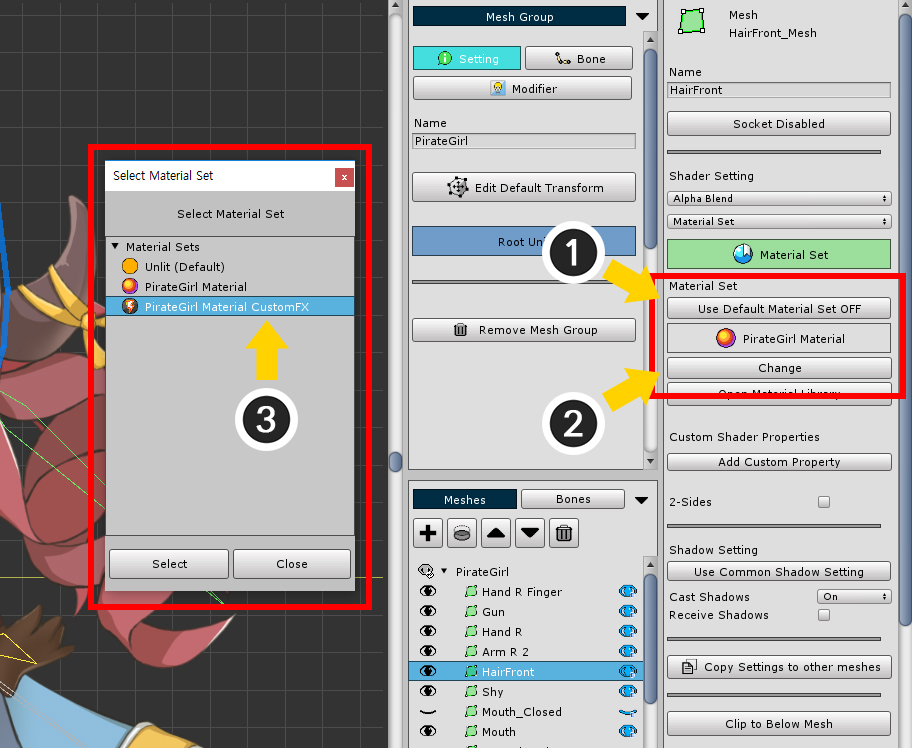 Select Material Set
x
Select Material Set
Material Sets
Unlit (Default)
PirateGirl Material
PirateGirl Material CustomFX
3
Select
Close
Mesh Group
Setting
Bone
Modifier
Name
PirateGirl
Edit Default Transform
Root Uni
1
Remove Mesh Group
2
Meshes
Bones
PirateGirl
Hand R Finger
Gun
Hand R
Arm R 2
HairFront
Shy
Mouth_Closed
Mouth
Mesh
HairFront_Mesh
Name
HairFront
Socket Disabled
Shader Setting
Alpha Blend
Material Set
Material Set
Material Set
Use Default Material Set OFF
PirateGirl Material
Change
Open Material Library
Custom Shader Properties
Add Custom Property
2-Sides
Shadow Setting
Use Common Shadow Setting
Cast Shadows
On
Receive Shadows
Copy Settings to other meshes
Clip to Below Mesh